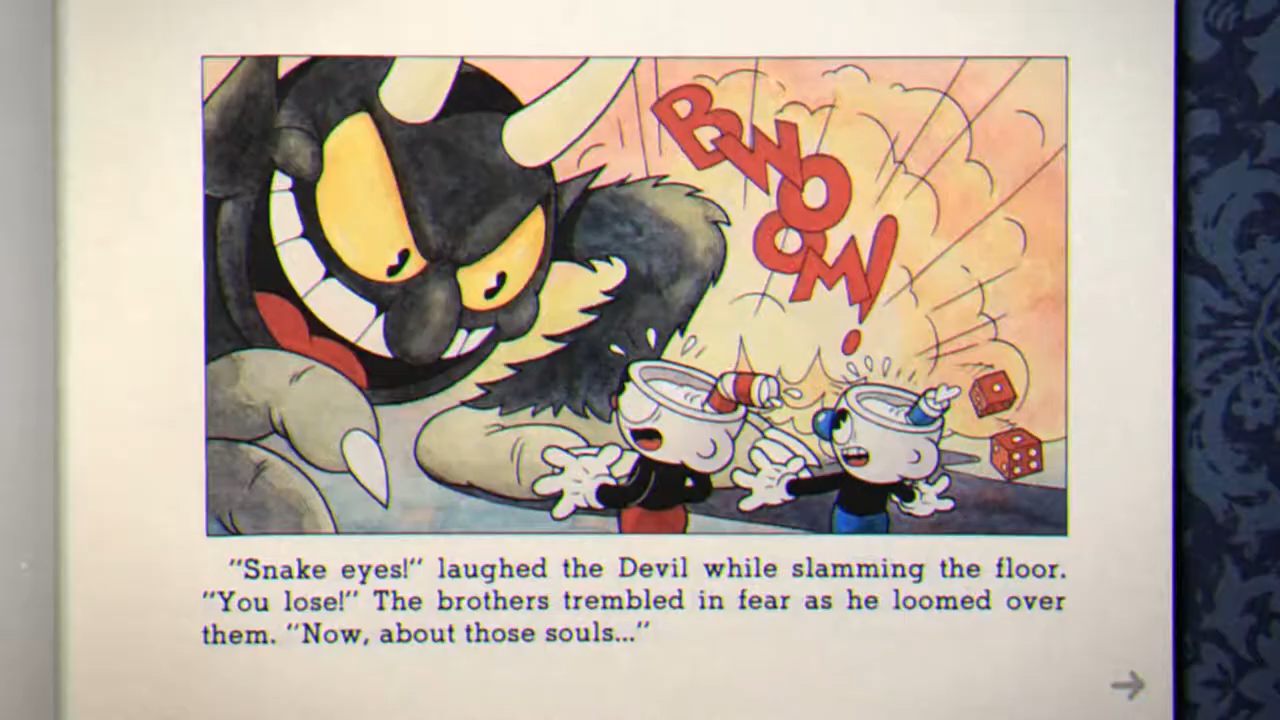 BWOOM!
"Snake eyes!" laughed the Devil while slamming the floor.
"You lose!" The brothers trembled in fear as he loomed over
them. "Now, about those souls..."